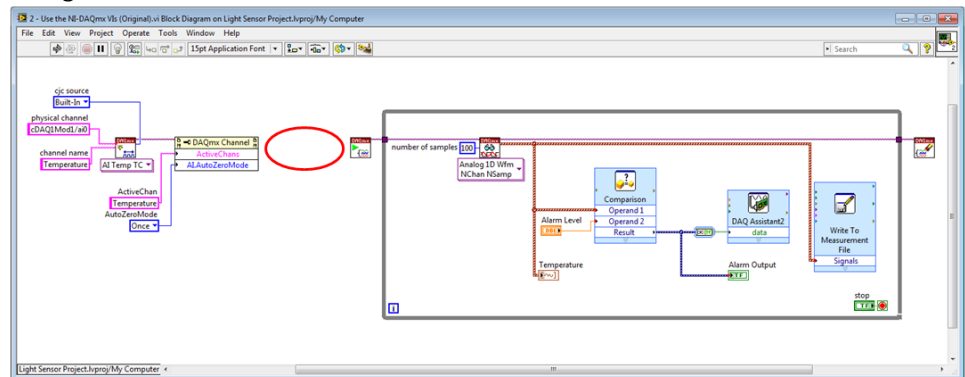 2 - Use the NI-DAQmx VIs (Original).vi Block Diagram on Light Sensor Project.lvproj/My Computer
File Edit View Project Operate Tools Window Help
15pt Application Font
Search
2
cjc source
Built-In
physical channel
cDAQ1Mod1/ai0
channel name
Temperature
AI Temp TC
DAQmx Channel
ActiveChans
AI.AutoZeroMode
ActiveChan
Temperature
AutoZeroMode
Once
number of samples 100
Analog 1D Wfm
NChan NSamp
Comparison
Operand 1
Operand 2
Result
Alarm Level
DBL
Temperature
DAQ Assistant2
data
Alarm Output
TF
Write To
Measurement
File
Signals
stop
TF
i
Light Sensor Project.lvproj/My Computer